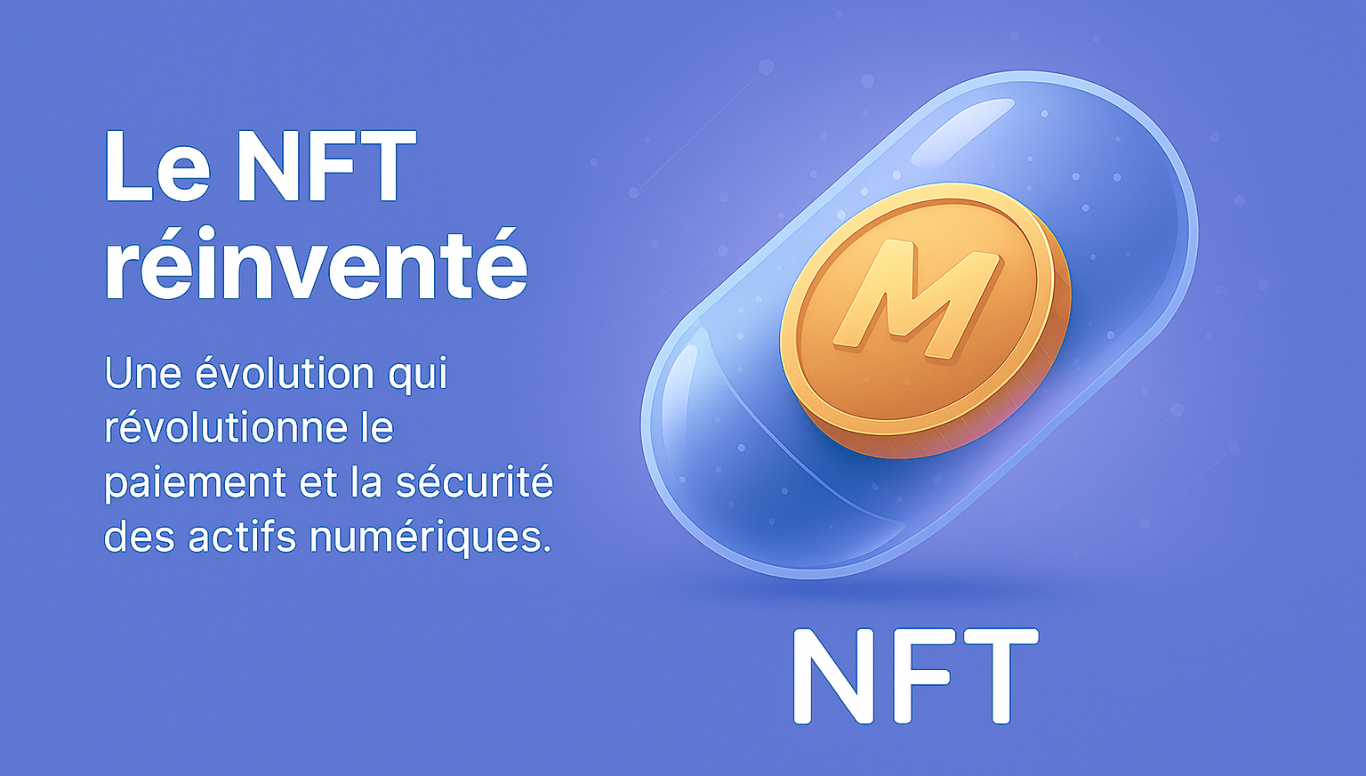 Le NFT
réinventé
Une évolution qui
révolutionne le
paiement et la sécurité
des actifs numériques.
M
NFT